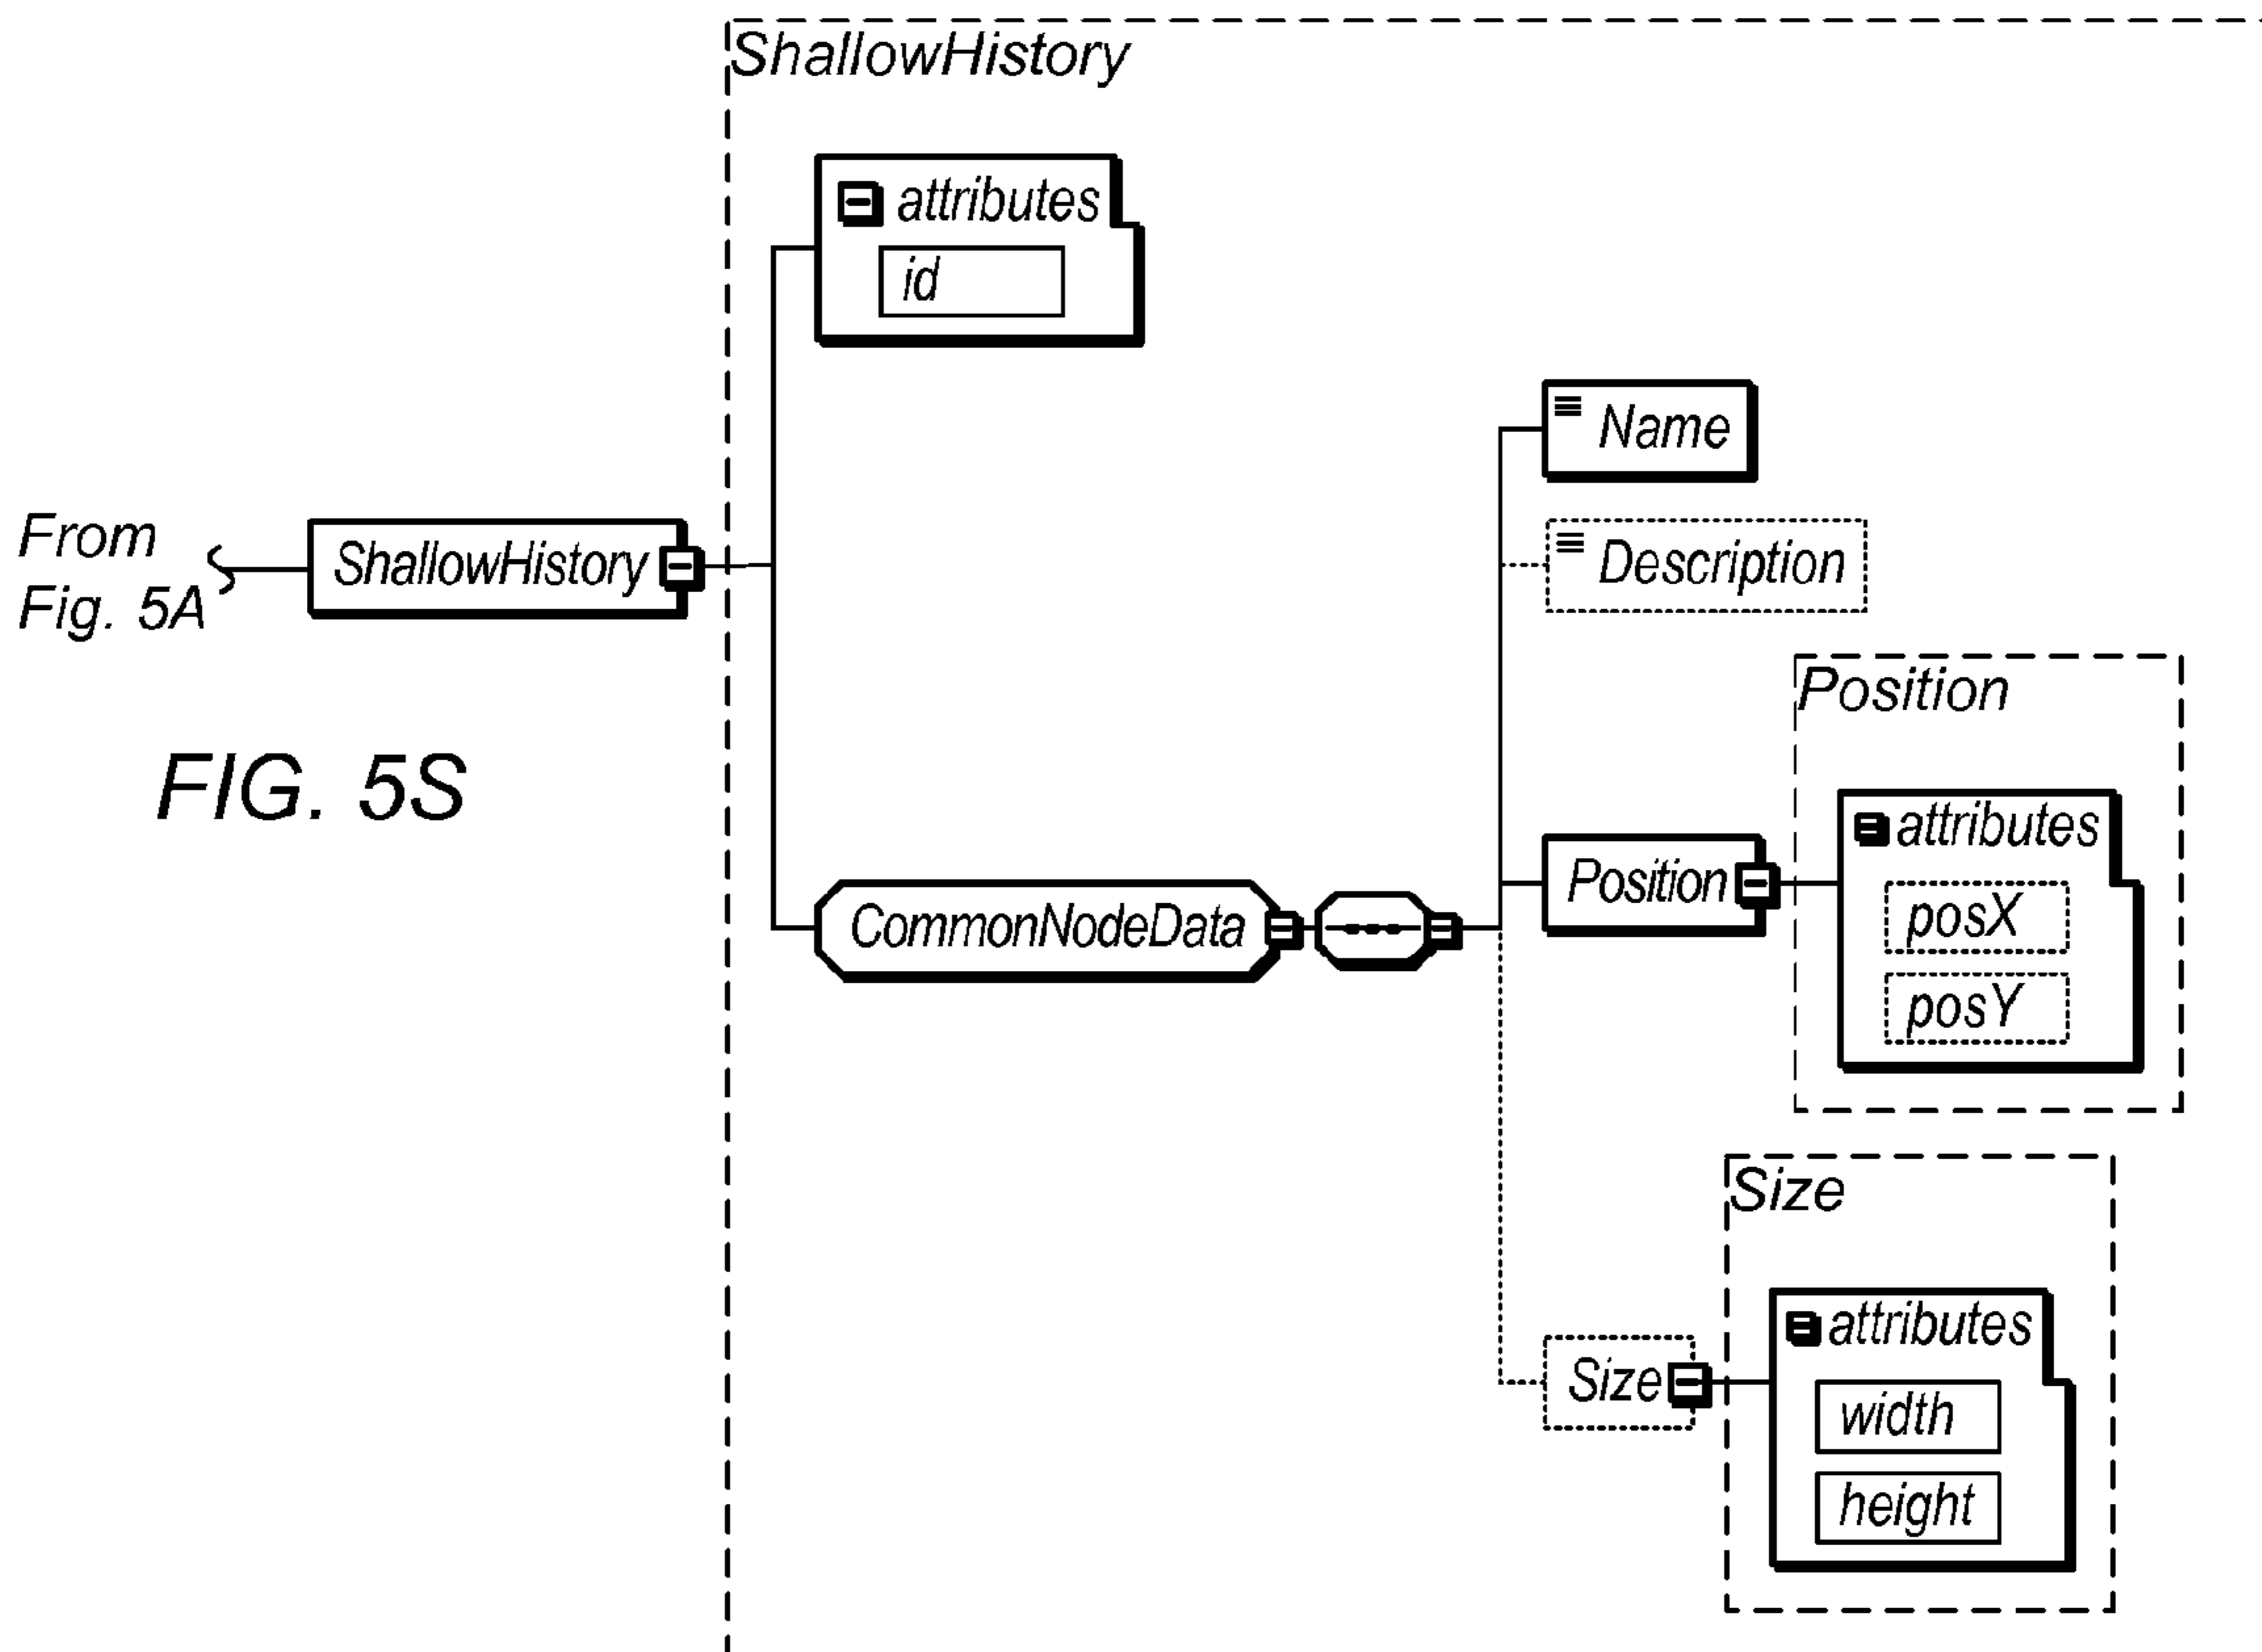 ShallowHistory
attributes
id
Name
From
Fig. 5A
ShallowHistory
Description
Position
FIG. 5S
attributes
Position
posX
CommonNodeData
posY
Size
attributes
Size
width
height